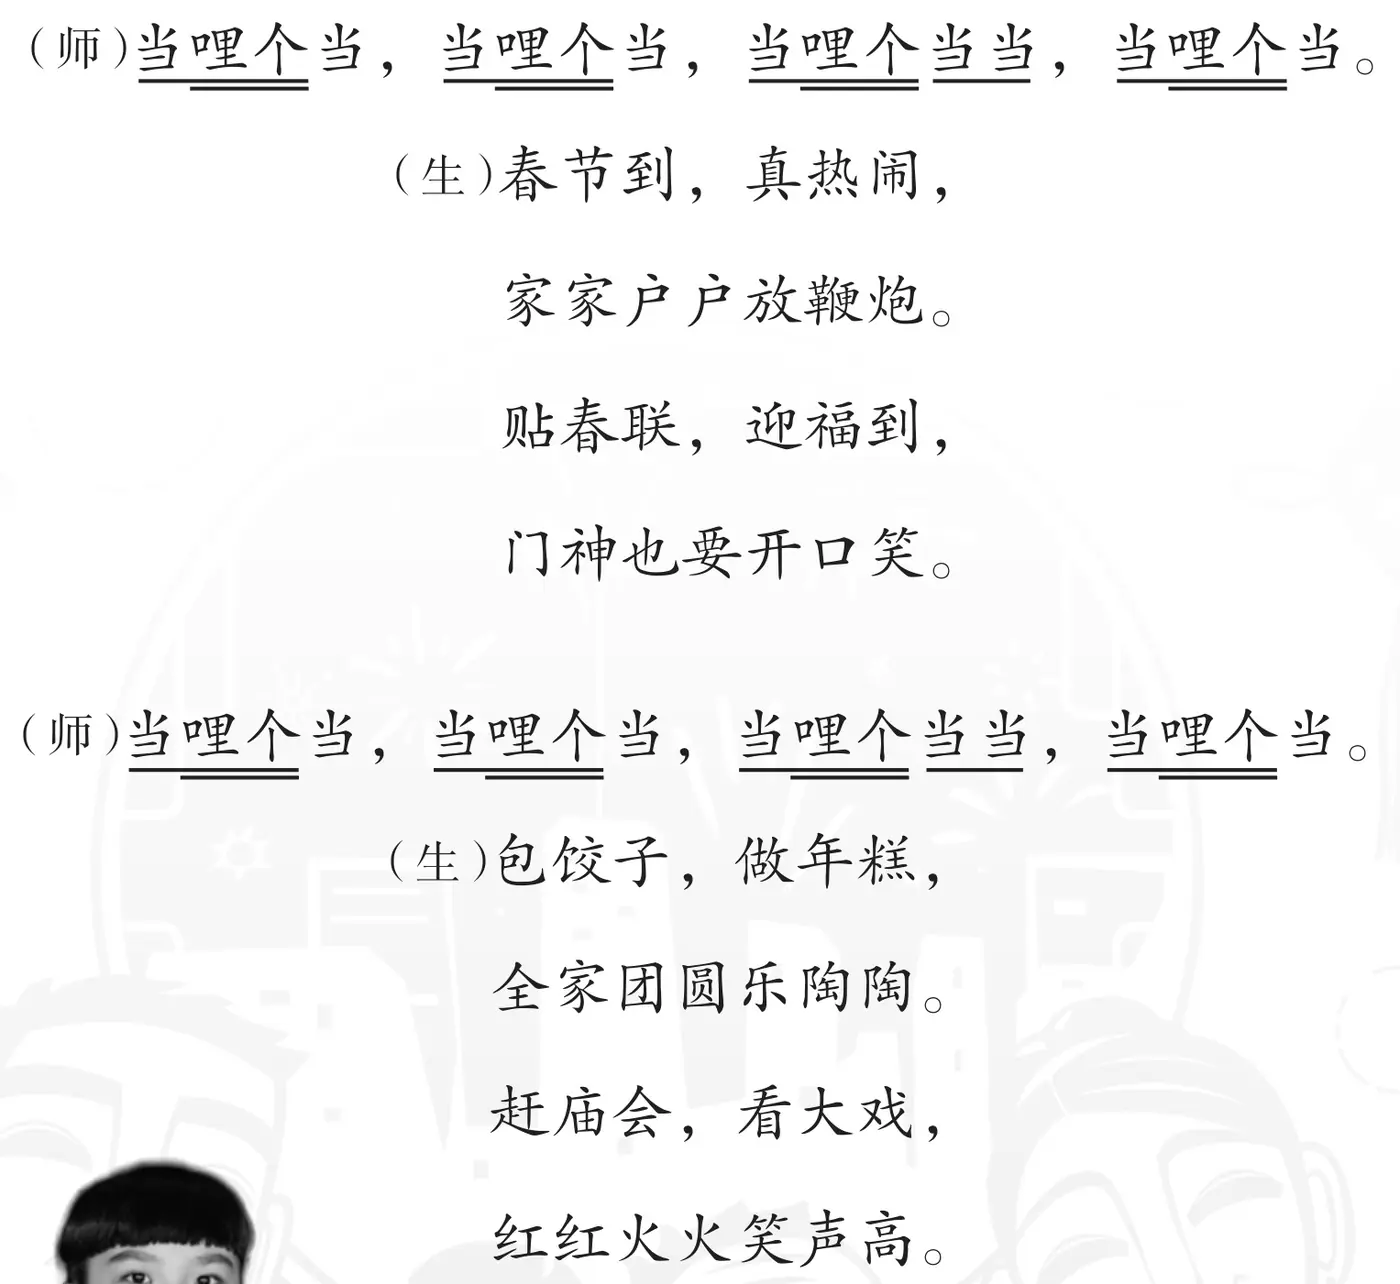 （师）当哩个当，当哩个当，当哩个当当，当哩个当。
（生）春节到，真热闹，
家家户户放鞭炮。
贴春联，迎福到，
门神也要开口笑。
（师）当哩个当，当哩个当，当哩个当当，当哩个当。
（生）包饺子，做年糕，
全家团圆乐陶陶。
赶庙会，看大戏，
红红火火笑声高。